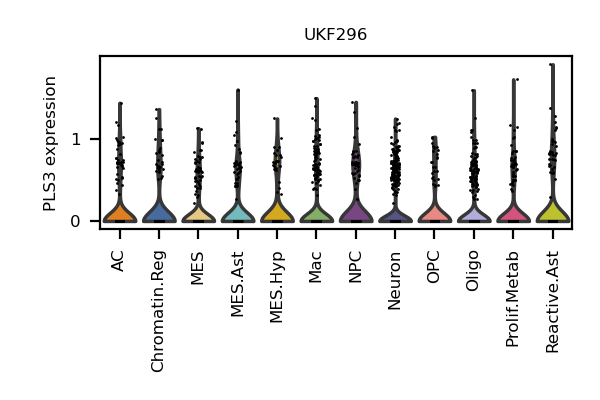 UKF296
PLS3 expression
1
0
AC
Chromatin.Reg
MES
MES.Ast
MES.Hyp
Mac
NPC
Neuron
OPC
Oligo
Prolif.Metab
Reactive.Ast